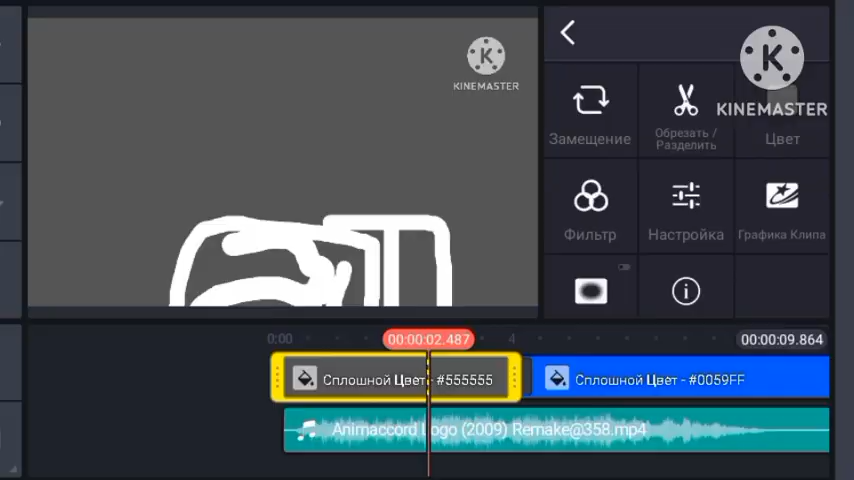 KINEMASTER
KINEMASTER
Замещение
Обрезать /
Разделить
Цвет
Фильтр
Настройка
Графика Клипа
0:00
00:00:02.487
4
00:00:09.864
Сплошной Цвет - #555555
Сплошной Цвет - #0059FF
Animaccord Logo (2009) Remake@358.mp4